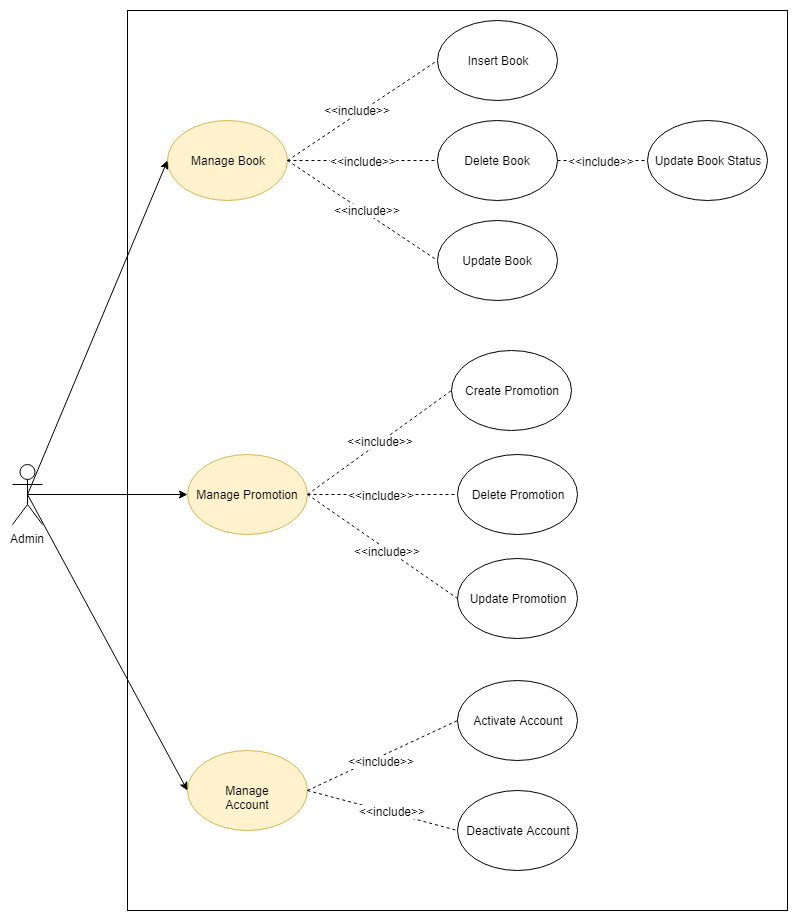 Insert Book
<<include>>
Manage Book
<<include>>
Delete Book
<<include>>
Update Book Status
<<include>>
Update Book
Create Promotion
<<include>>
Manage Promotion
<<include>>
Delete Promotion
Admin
<<include>>
Update Promotion
Activate Account
<<include>>
Manage
Account
<<include>>
Deactivate Account